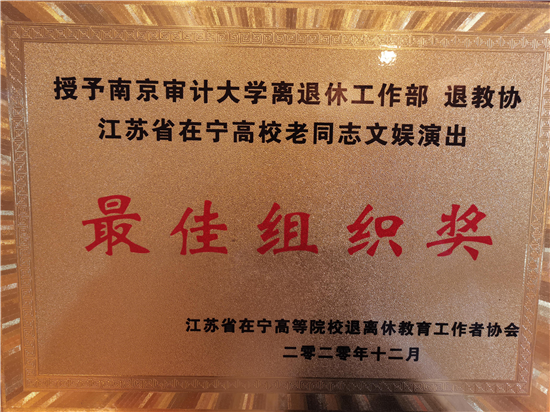 授予南京审计大学离退休工作部 退教协
江苏省在宁高校老同志文娱演出
最佳组织奖
江苏省在宁高等院校退离休教育工作者协会
二零二零年十二月